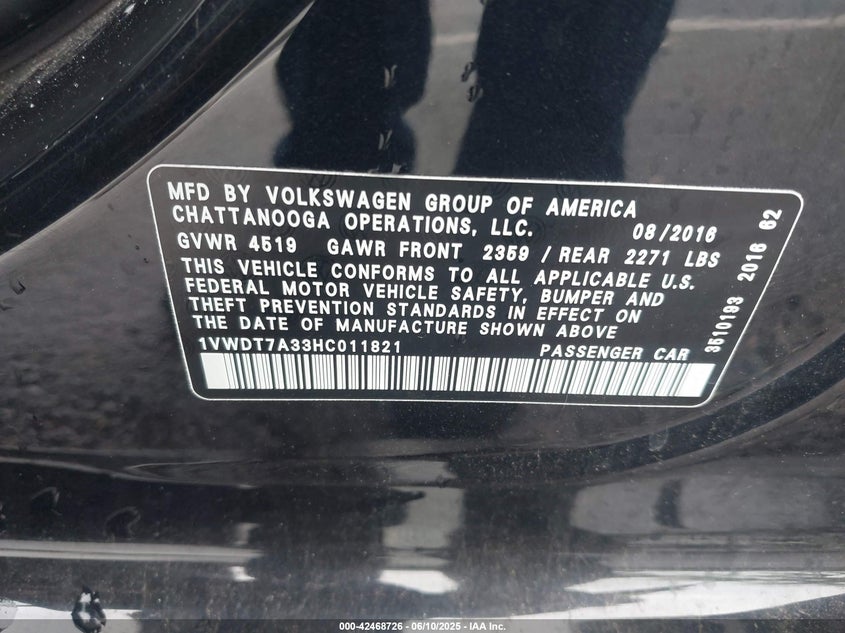 MFD BY VOLKSWAGEN GROUP OF AMERICA
CHATTANOOGA OPERATIONS, LLC. 08/2016
GVWR 4519 GAWR FRONT 2359 / REAR 2271 LBS
THIS VEHICLE CONFORMS TO ALL APPLICABLE U.S.
FEDERAL MOTOR VEHICLE SAFETY, BUMPER AND
THEFT PREVENTION STANDARDS IN EFFECT ON
THE DATE OF MANUFACTURE SHOWN ABOVE
1VWDT7A33HC011821 PASSENGER CAR
3510193 2016 62
000-42468726 - 06/10/2025 - IAA Inc.